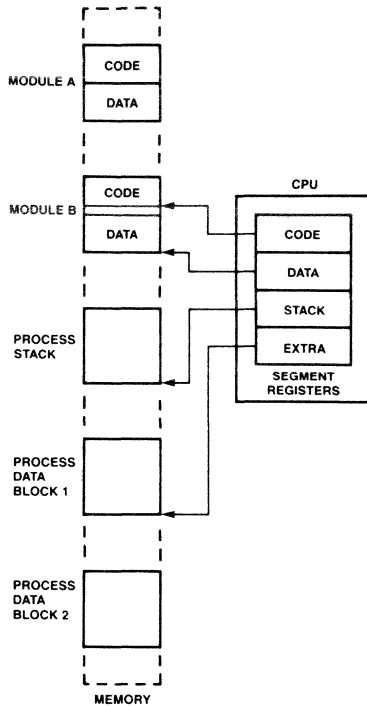 CODE
MODULE A
DATA
CODE
MODULE B
DATA
CPU
CODE
DATA
STACK
EXTRA
SEGMENT
REGISTERS
PROCESS
STACK
PROCESS
DATA
BLOCK 1
PROCESS
DATA
BLOCK 2
MEMORY